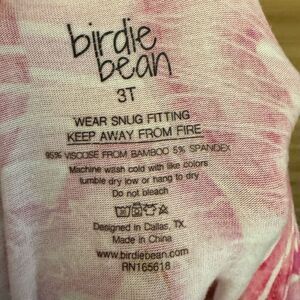 birdie
bean
3T
WEAR SNUG FITTING
KEEP AWAY FROM FIRE
95% VISCOSE FROM BAMBOO 5% SPANDEX
Machine wash cold with like colors
tumble dry low or hang to dry
Do not bleach
Designed in Dallas, TX.
Made in China
www.birdiebean.com
RN165618